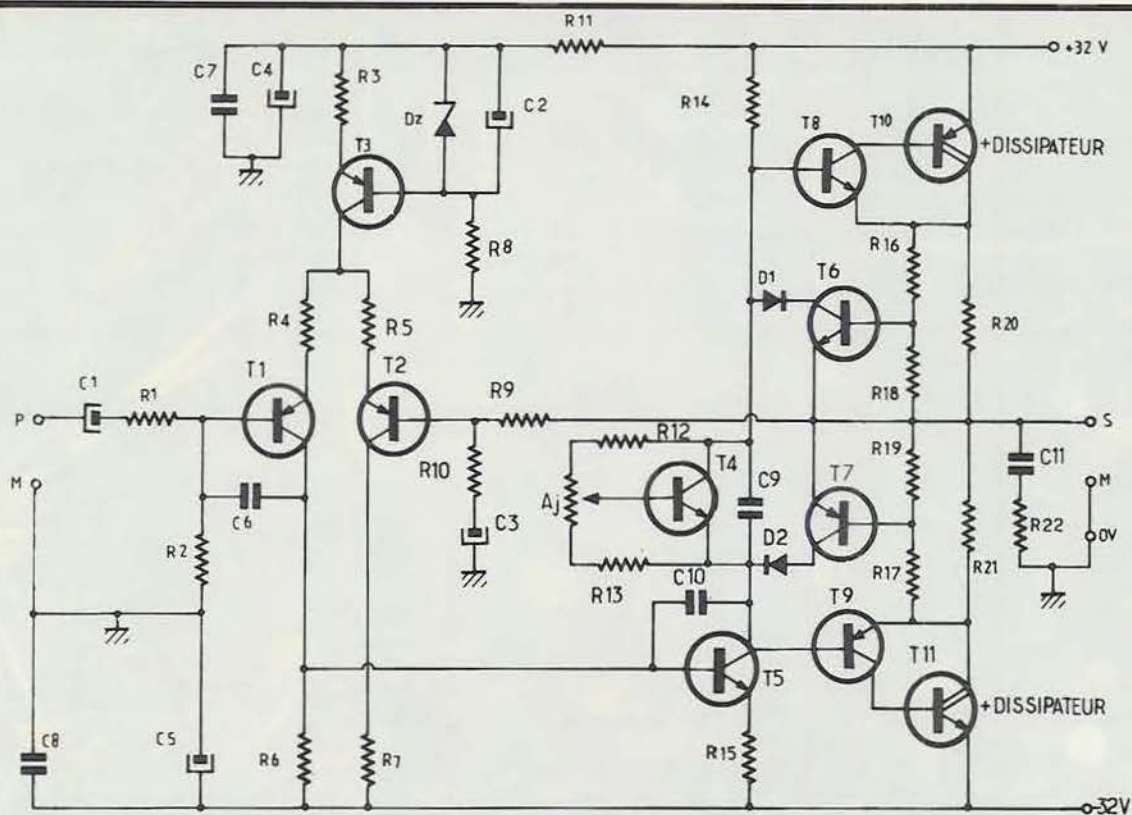 R11
+32 V
C7
C4
R3
Dz
C2
R14
T8
T10
+DISSIPATEUR
T3
R8
R16
D1
T6
R20
R4
R5
R18
T1
T2
C1
R1
R9
P
S
R12
R19
C11
R10
T4
C9
T7
M
M
Aj
C6
C3
R22
0V
R2
D2
R17
R21
R13
C10
T9
T11
T5
+DISSIPATEUR
C8
C5
R6
R7
R15
-32V